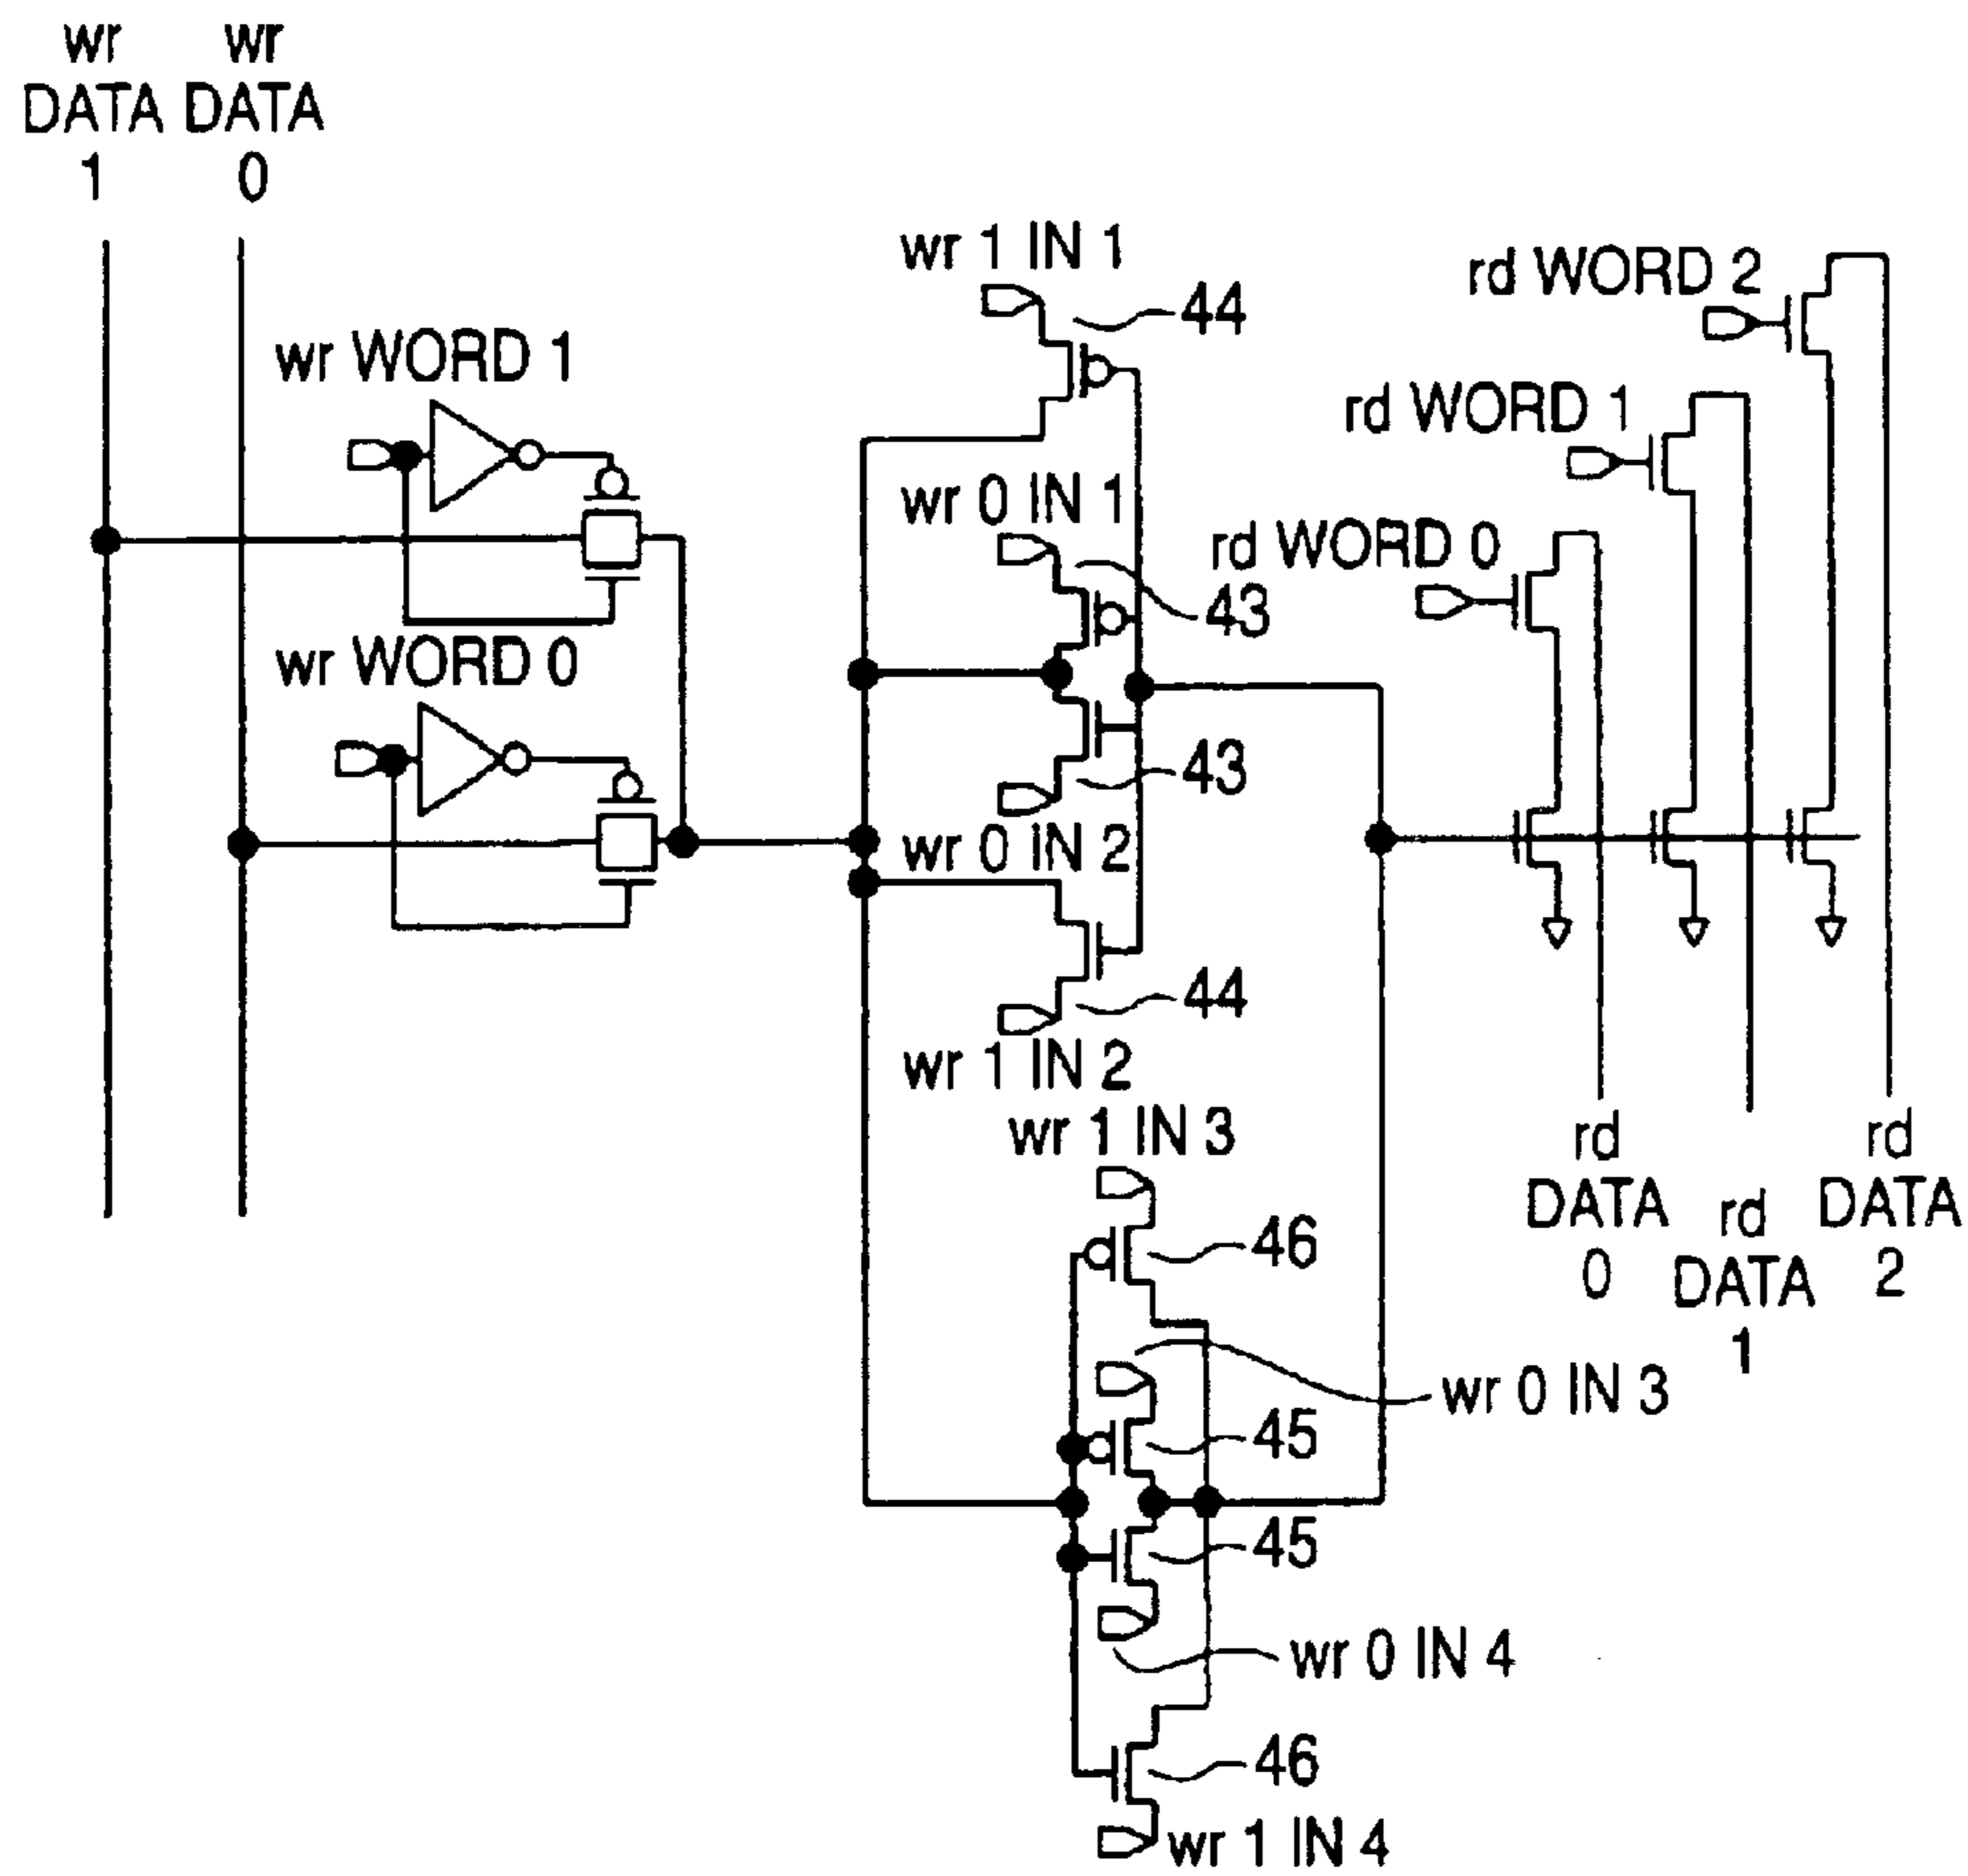 wr
DATA
1
wr
DATA
0
wr WORD 1
wr WORD 0
wr 1 IN 1
44
wr 0 IN 1
43
43
wr 0 IN 2
44
wr 1 IN 2
rd WORD 2
rd WORD 1
rd WORD 0
rd
DATA
0
rd
DATA
1
rd
DATA
2
wr 1 IN 3
46
wr 0 IN 3
45
45
wr 0 IN 4
46
wr 1 IN 4